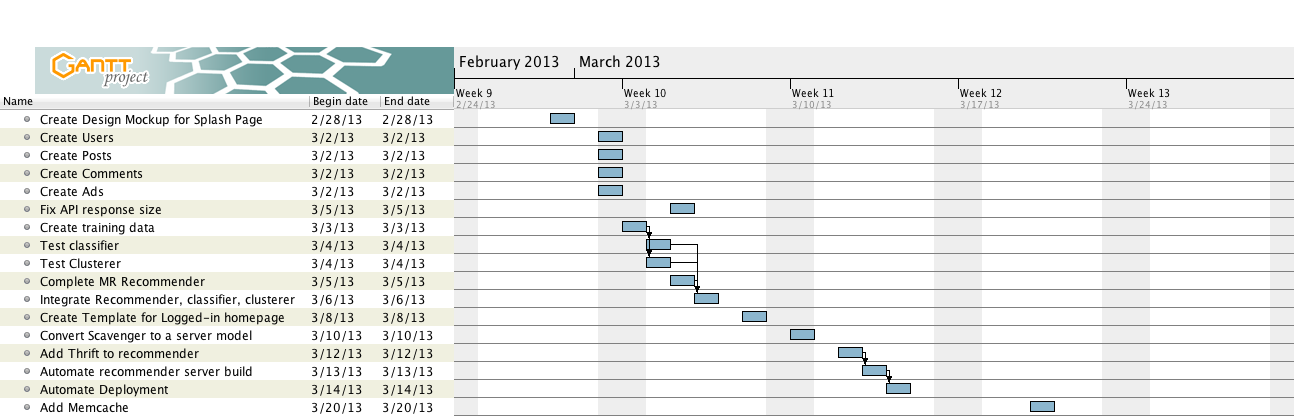 GANTT
project
February 2013 March 2013
Week 9 Week 10 Week 11 Week 12 Week 13
Name Begin date End date 2/24/13 3/3/13 3/10/13 3/17/13 3/24/13
Create Design Mockup for Splash Page 2/28/13 2/28/13
Create Users 3/2/13 3/2/13
Create Posts 3/2/13 3/2/13
Create Comments 3/2/13 3/2/13
Create Ads 3/2/13 3/2/13
Fix API response size 3/5/13 3/5/13
Create training data 3/3/13 3/3/13
Test classifier 3/4/13 3/4/13
Test Clusterer 3/4/13 3/4/13
Complete MR Recommender 3/5/13 3/5/13
Integrate Recommender, classifier, clusterer 3/6/13 3/6/13
Create Template for Logged-in homepage 3/8/13 3/8/13
Convert Scavenger to a server model 3/10/13 3/10/13
Add Thrift to recommender 3/12/13 3/12/13
Automate recommender server build 3/13/13 3/13/13
Automate Deployment 3/14/13 3/14/13
Add Memcache 3/20/13 3/20/13